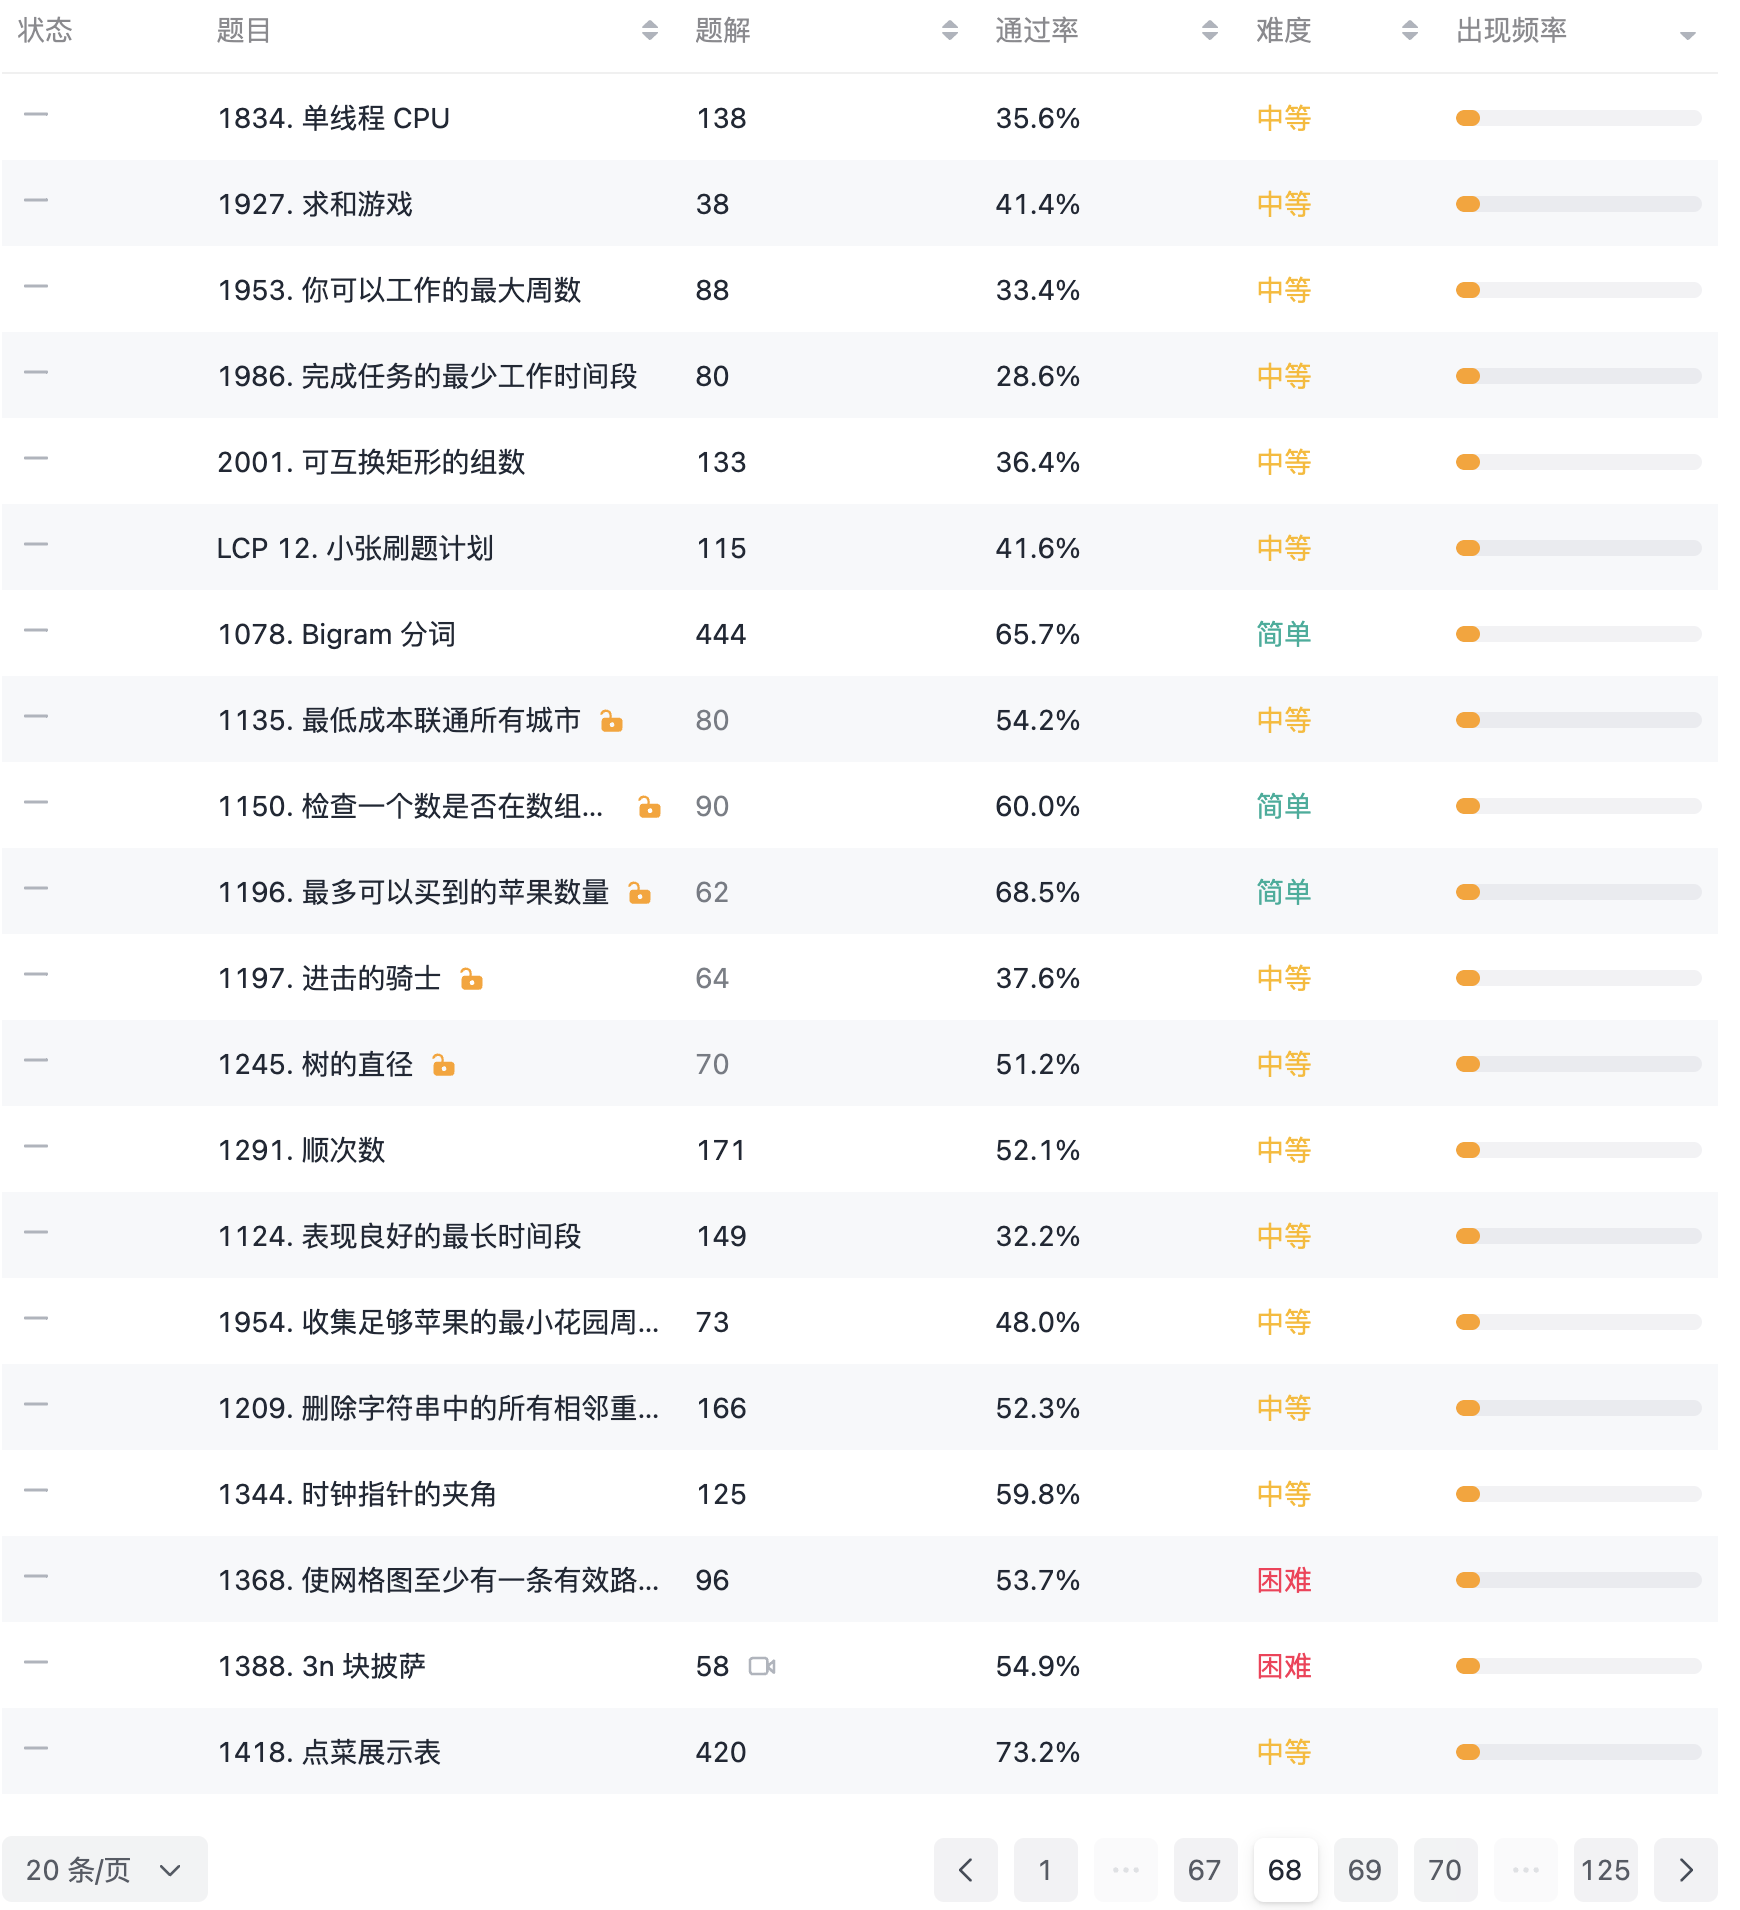 状态 题目 题解 通过率 难度 出现频率
1834. 单线程 CPU 138 35.6% 中等
1927. 求和游戏 38 41.4% 中等
1953. 你可以工作的最大周数 88 33.4% 中等
1986. 完成任务的最少工作时间段 80 28.6% 中等
2001. 可互换矩形的组数 133 36.4% 中等
LCP 12. 小张刷题计划 115 41.6% 中等
1078. Bigram 分词 444 65.7% 简单
1135. 最低成本联通所有城市 80 54.2% 中等
1150. 检查一个数是否在数组... 90 60.0% 简单
1196. 最多可以买到的苹果数量 62 68.5% 简单
1197. 进击的骑士 64 37.6% 中等
1245. 树的直径 70 51.2% 中等
1291. 顺次数 171 52.1% 中等
1124. 表现良好的最长时间段 149 32.2% 中等
1954. 收集足够苹果的最小花园周... 73 48.0% 中等
1209. 删除字符串中的所有相邻重... 166 52.3% 中等
1344. 时钟指针的夹角 125 59.8% 中等
1368. 使网格图至少有一条有效路... 96 53.7% 困难
1388. 3n 块披萨 58 54.9% 困难
1418. 点菜展示表 420 73.2% 中等
20 条/页 1 ... 67 68 69 70 ... 125